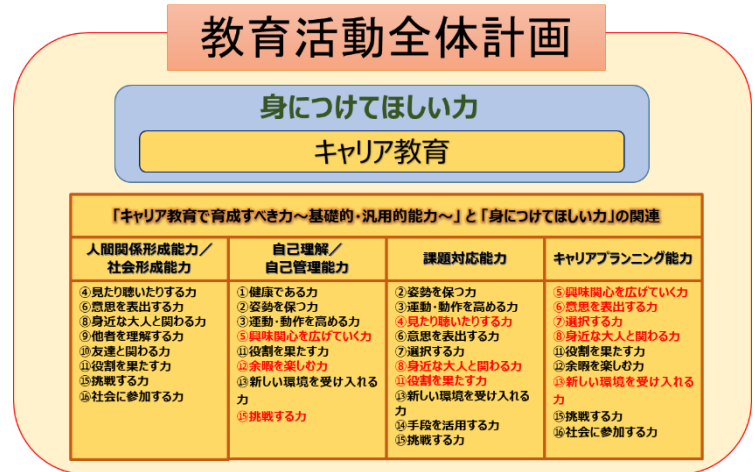 教育活動全体計画
身につけてほしい力
キャリア教育
「キャリア教育で育成すべき力~基礎的・汎用的能力~」と「身につけてほしい力」の関連
人間関係形成能力/
社会形成能力
④見たり聴いたりする力
⑥意思を表出する力
⑧身近な大人と関わる力
⑨他者を理解する力
⑩友達と関わる力
⑪役割を果たす力
⑮挑戦する力
⑯社会に参加する力
自己理解/
自己管理能力
①健康である力
②姿勢を保つ力
③運動・動作を高める力
⑤興味関心を広げていく力
⑪役割を果たす力
⑫余暇を楽しむ力
⑬新しい環境を受け入れる
力
⑮挑戦する力
課題対応能力
②姿勢を保つ力
③運動・動作を高める力
④見たり聴いたりする力
⑥意思を表出する力
⑦選択する力
⑧身近な大人と関わる力
⑪役割を果たす力
⑬新しい環境を受け入れる
力
⑭手段を活用する力
⑮挑戦する力
キャリアプランニング能力
⑤興味関心を広げていく力
⑥意思を表出する力
⑦選択する力
⑧身近な大人と関わる力
⑪役割を果たす力
⑫余暇を楽しむ力
⑬新しい環境を受け入れる
力
⑮挑戦する力
⑯社会に参加する力